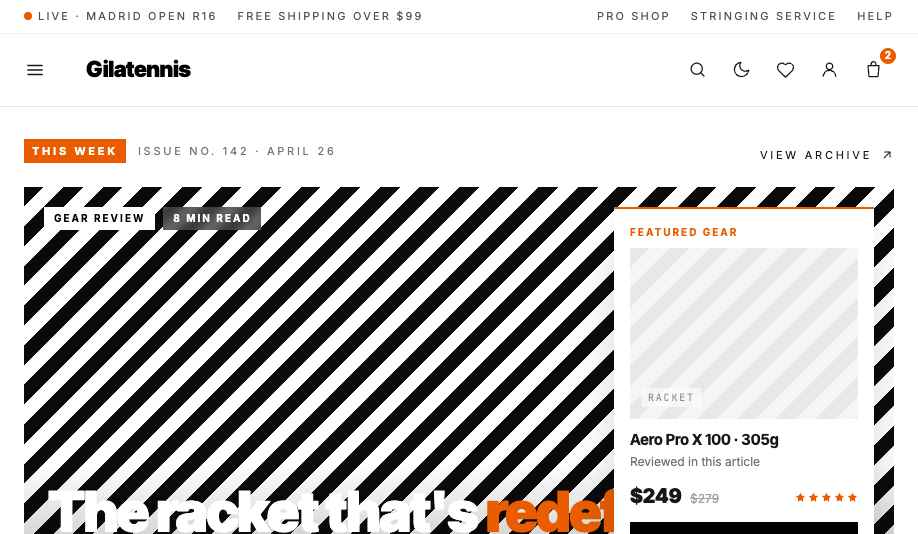 LIVE · MADRID OPEN R16 FREE SHIPPING OVER $99 PRO SHOP STRINGING SERVICE HELP
Gilatennis 2
THIS WEEK ISSUE NO. 142 · APRIL 26 VIEW ARCHIVE
GEAR REVIEW 8 MIN READ
FEATURED GEAR
RACKET
Aero Pro X 100 · 305g
Reviewed in this article
$249 $279
The racket that's